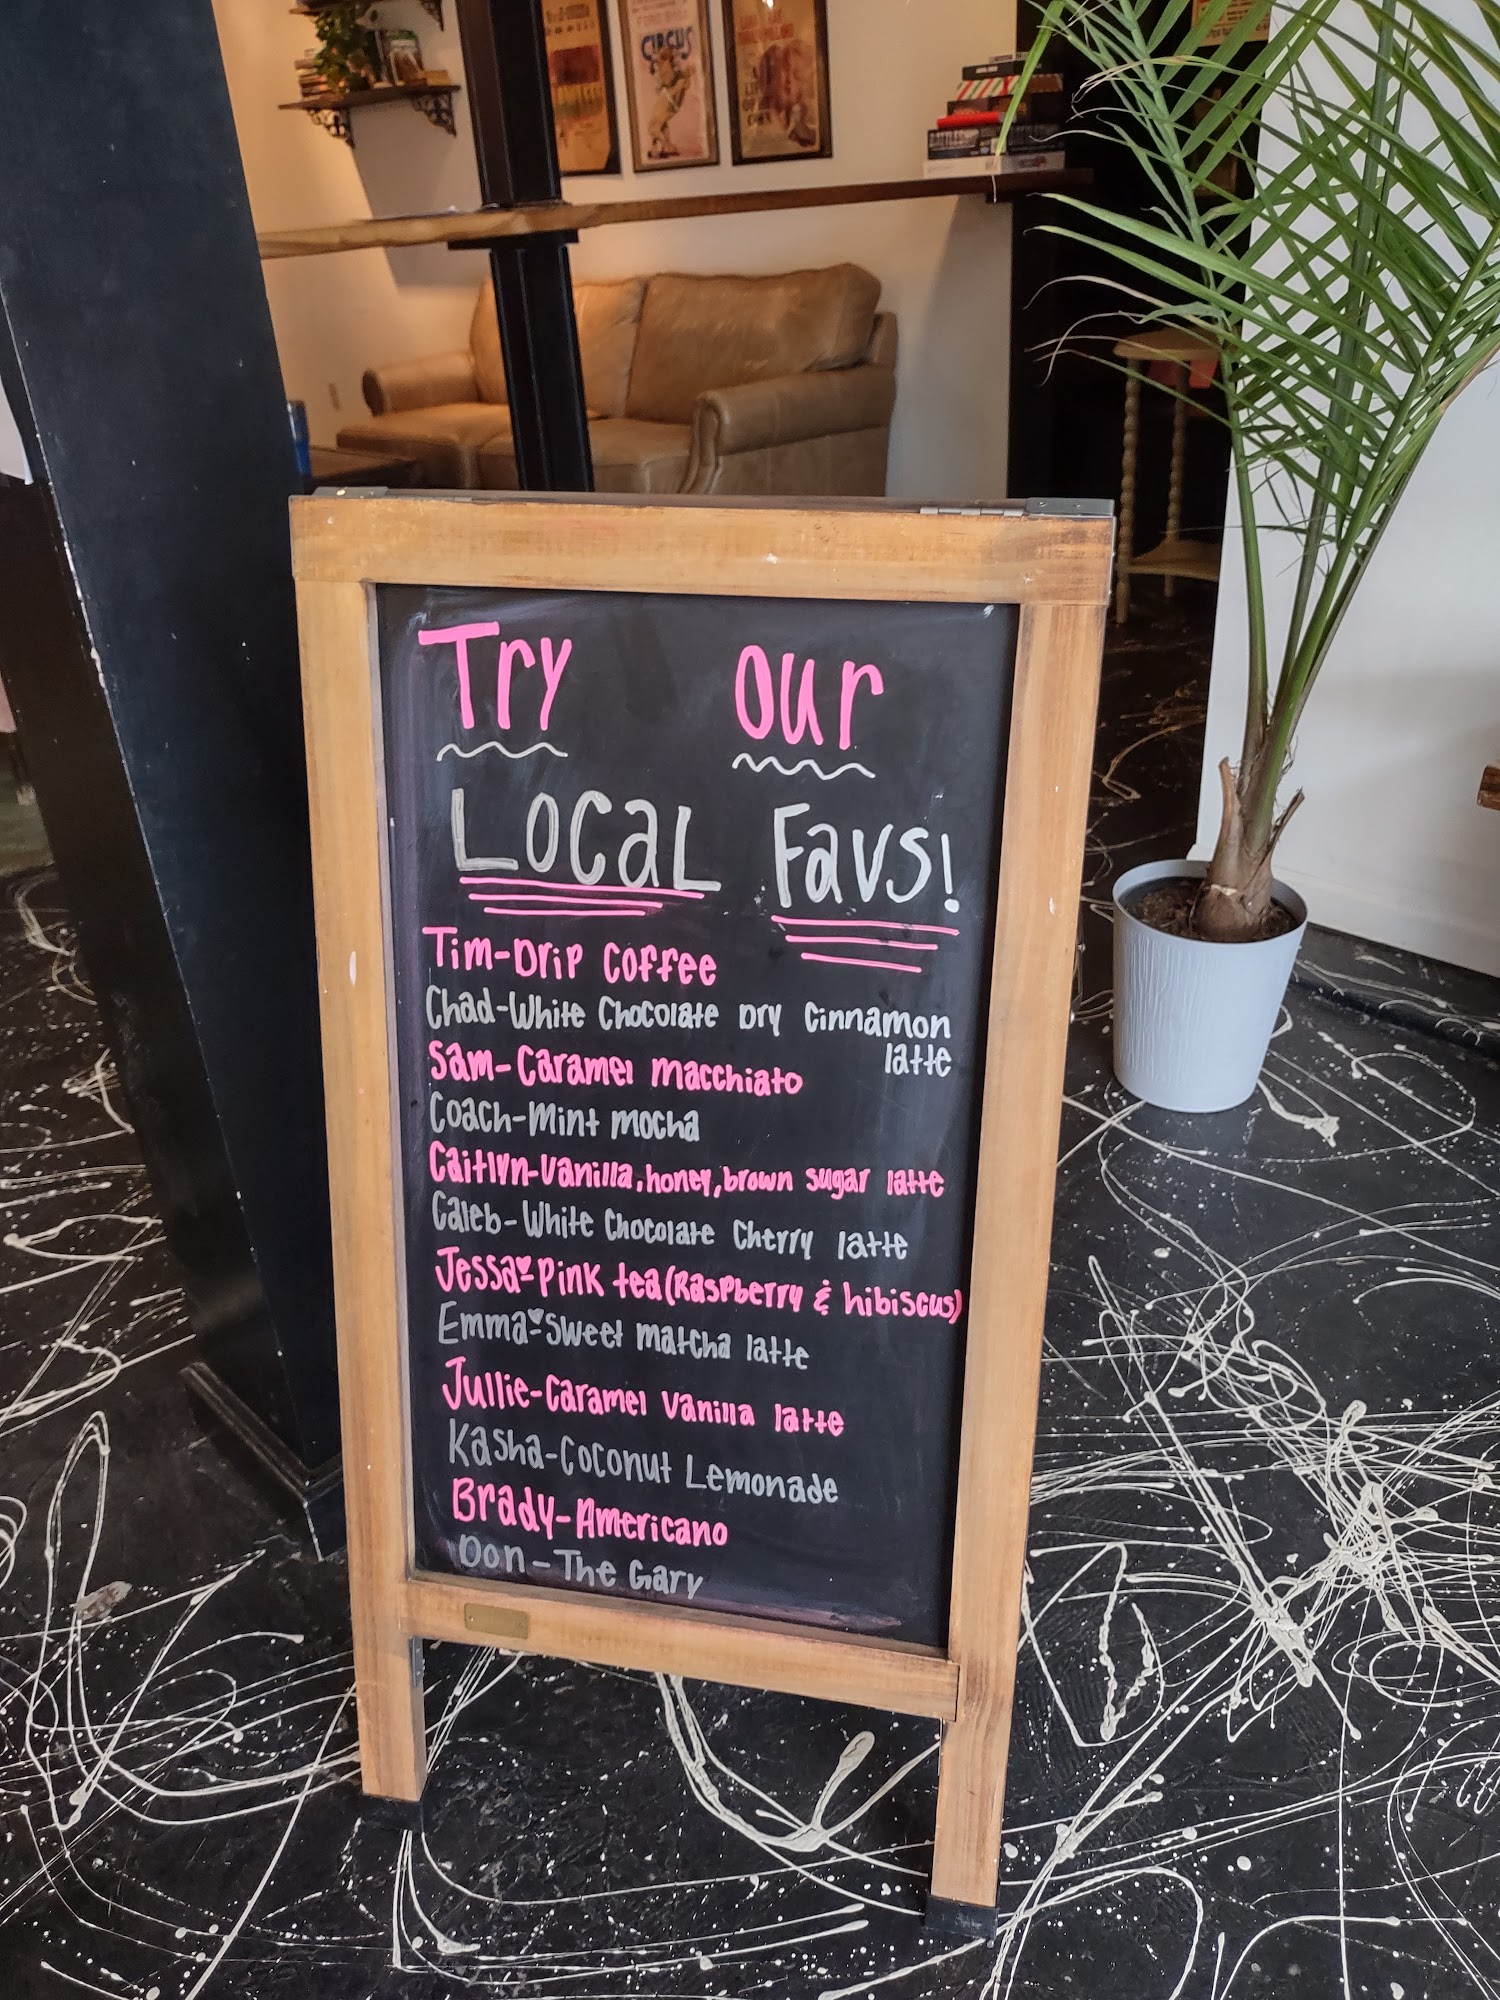 CIRCUS
Try our
Local Favs!
Tim-Drip Coffee
Chad-White Chocolate Dry Cinnamon
latte
Sam-Caramel macchiato
Coach-Mint mocha
Caitlyn-Vanilla, honey, brown sugar latte
Caleb-White Chocolate Cherry latte
Jessa-Pink tea (Raspberry & hibiscus)
Emma-Sweet matcha latte
Jullie-Caramel Vanilla latte
Kasha-Coconut Lemonade
Brady-Americano
Don-The Gary